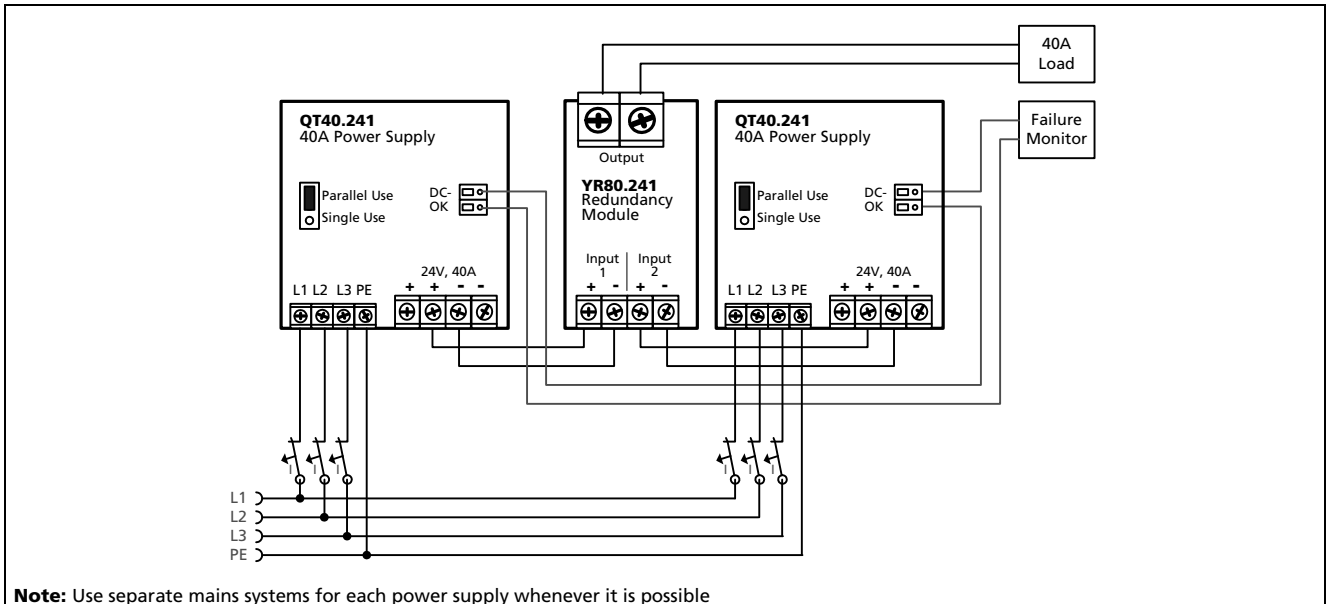 40A
Load
QT40.241
40A Power Supply
Parallel Use
Single Use
DC-
OK
24V, 40A
+ + - -
L1 L2 L3 PE
Output
YR80.241
Redundancy
Module
Input
1
Input
2
+ - + -
QT40.241
40A Power Supply
Parallel Use
Single Use
DC-
OK
24V, 40A
+ + - -
L1 L2 L3 PE
Failure
Monitor
I I I
I I I
L1
L2
L3
PE
Note: Use separate mains systems for each power supply whenever it is possible